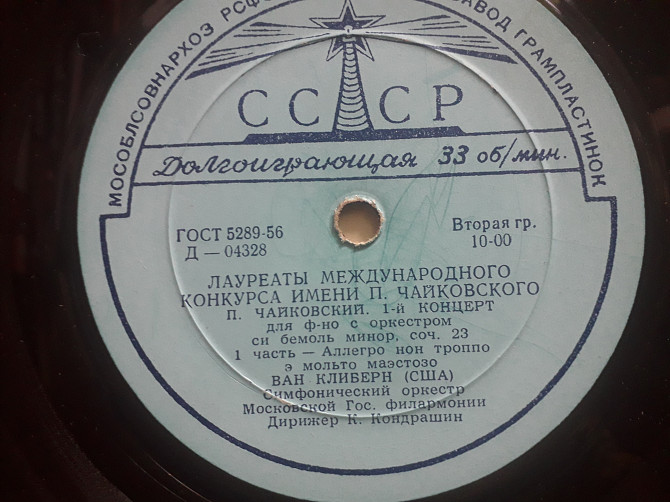 МОСОБЛСОВНАРХОЗ РСФ
ЗАВОД ГРАМПЛАСТИНОК
СССР
Долгоиграющая 33 об/мин.
ГОСТ 5289-56
Д — 04328
Вторая гр.
10-00
ЛАУРЕАТЫ МЕЖДУНАРОДНОГО
КОНКУРСА ИМЕНИ П. ЧАЙКОВСКОГО
П. ЧАЙКОВСКИЙ. 1-й КОНЦЕРТ
для ф-но с оркестром
си бемоль минор, соч. 23
1 часть — Аллегро нон троппо
э мольто маэстозо
ВАН КЛИБЕРН (США)
Симфонический оркестр
Московской Гос. филармонии
Дирижер К. Кондрашин